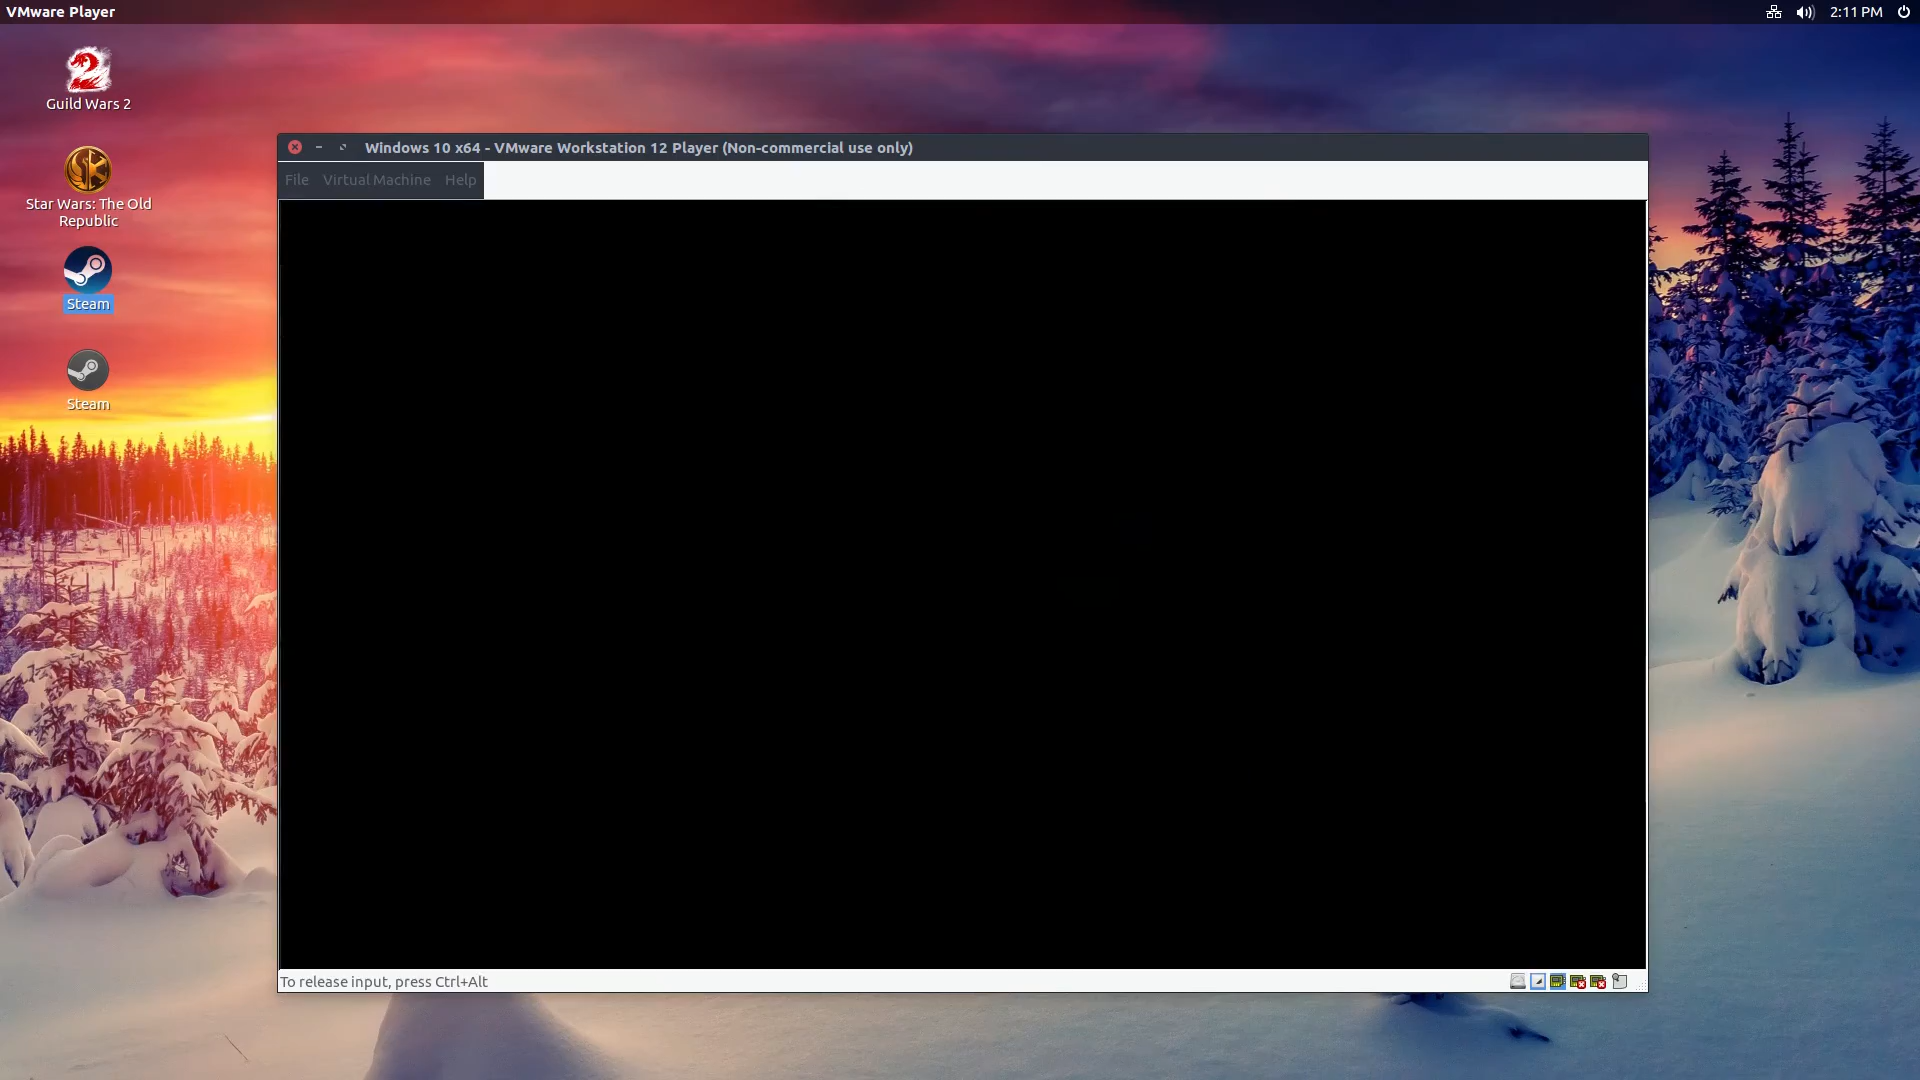 VMware Player
2:11 PM
Guild Wars 2
Star Wars: The Old
Republic
Steam
Steam
Windows 10 x64 - VMware Workstation 12 Player (Non-commercial use only)
File Virtual Machine Help
To release input, press Ctrl+Alt